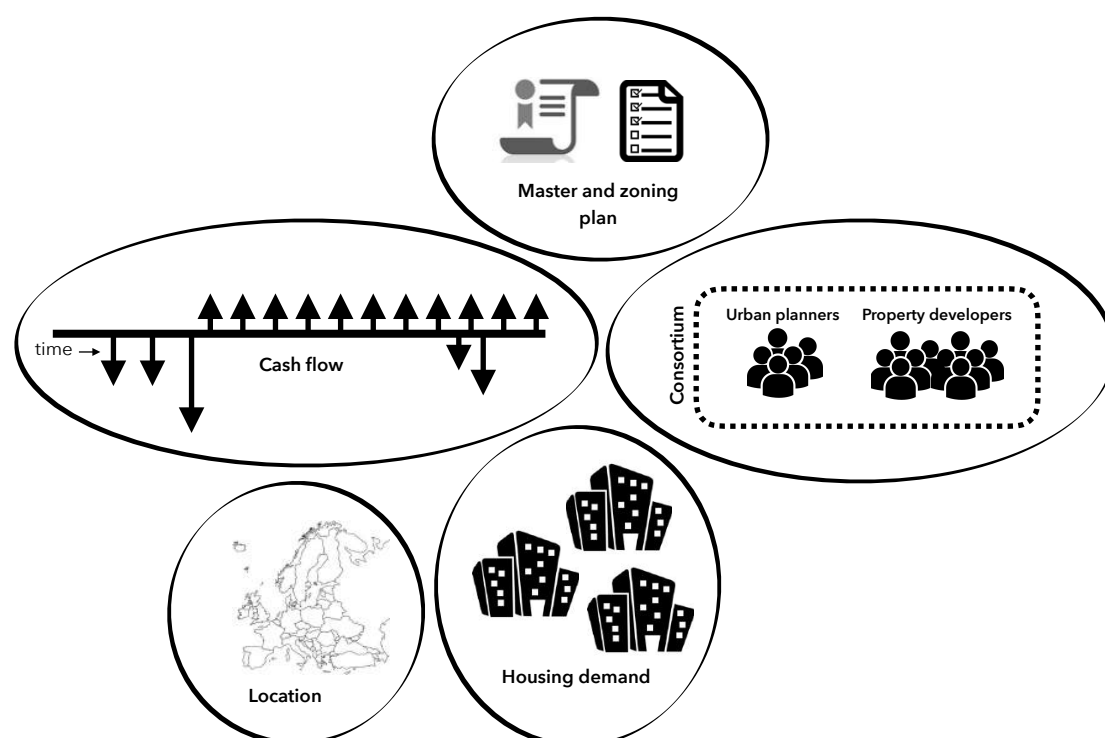 Master and zoning
plan
time
Cash flow
Consortium
Urban planners
Property developers
Location
Housing demand